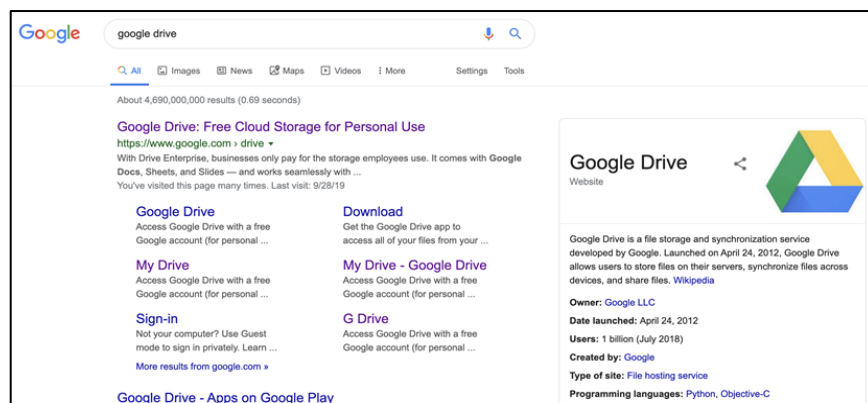 Google
google drive
All Images News Maps Videos More Settings Tools
About 4,690,000,000 results (0.69 seconds)
Google Drive: Free Cloud Storage for Personal Use
https://www.google.com › drive
With Drive Enterprise, businesses only pay for the storage employees use. It comes with Google
Docs, Sheets, and Slides — and works seamlessly with ...
You've visited this page many times. Last visit: 9/28/19
Google Drive
Access Google Drive with a free
Google account (for personal ...
Download
Get the Google Drive app to
access all of your files from your ...
My Drive
Access Google Drive with a free
Google account (for personal ...
My Drive - Google Drive
Access Google Drive with a free
Google account (for personal ...
Sign-in
Not your computer? Use Guest
mode to sign in privately. Learn ...
G Drive
Access Google Drive with a free
Google account (for personal ...
More results from google.com »
Google Drive - Apps on Google Play
Google Drive
Website
Google Drive is a file storage and synchronization service
developed by Google. Launched on April 24, 2012, Google Drive
allows users to store files on their servers, synchronize files across
devices, and share files. Wikipedia
Owner: Google LLC
Date launched: April 24, 2012
Users: 1 billion (July 2018)
Created by: Google
Type of site: File hosting service
Programming languages: Python, Objective-C